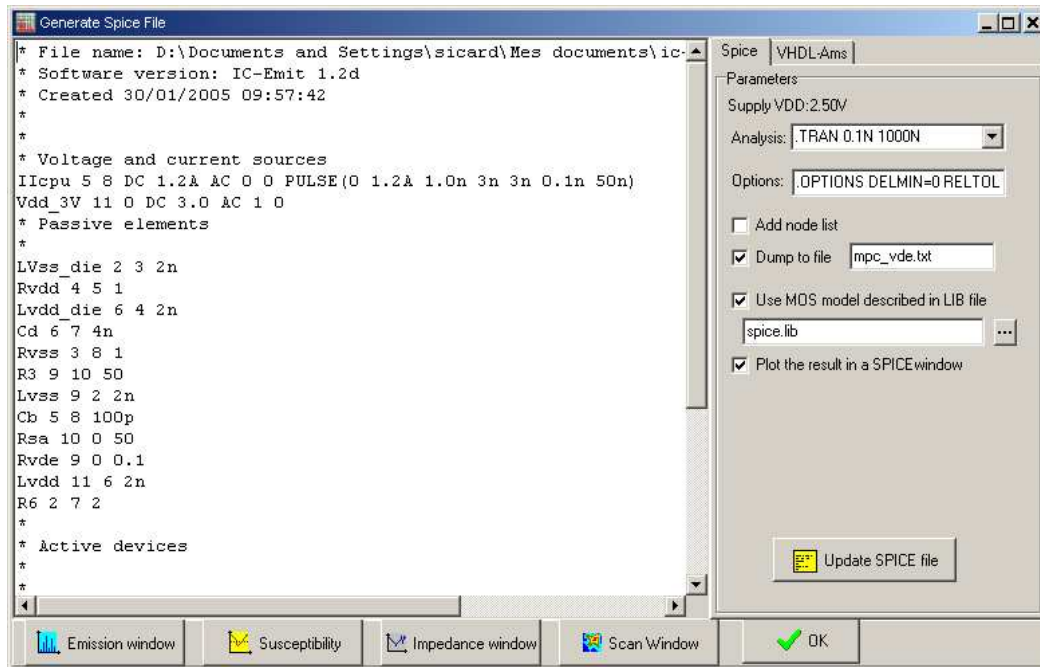 Generate Spice File
* File name: D:\Documents and Settings\sicard\Mes documents\ic-
* Software version: IC-Emit 1.2d
* Created 30/01/2005 09:57:42
*
*
* Voltage and current sources
IIcpu 5 8 DC 1.2A AC 0 0 PULSE(0 1.2A 1.0n 3n 3n 0.1n 50n)
Vdd_3V 11 0 DC 3.0 AC 1 0
* Passive elements
*
LVss_die 2 3 2n
Rvdd 4 5 1
Lvdd_die 6 4 2n
Cd 6 7 4n
Rvss 3 8 1
R3 9 10 50
Lvss 9 2 2n
Cb 5 8 100p
Rsa 10 0 50
Rvde 9 0 0.1
Lvdd 11 6 2n
R6 2 7 2
*
* Active devices
*
*
Spice VHDL-Ams
Parameters
Supply VDD:2.50V
Analysis: .TRAN 0.1N 1000N
Options: .OPTIONS DELMIN=0 RELTOL
Add node list
Dump to file mpc_vde.txt
Use MOS model described in LIB file
spice.lib ...
Plot the result in a SPICE window
Update SPICE file
Emission window Susceptibility Impedance window Scan Window OK